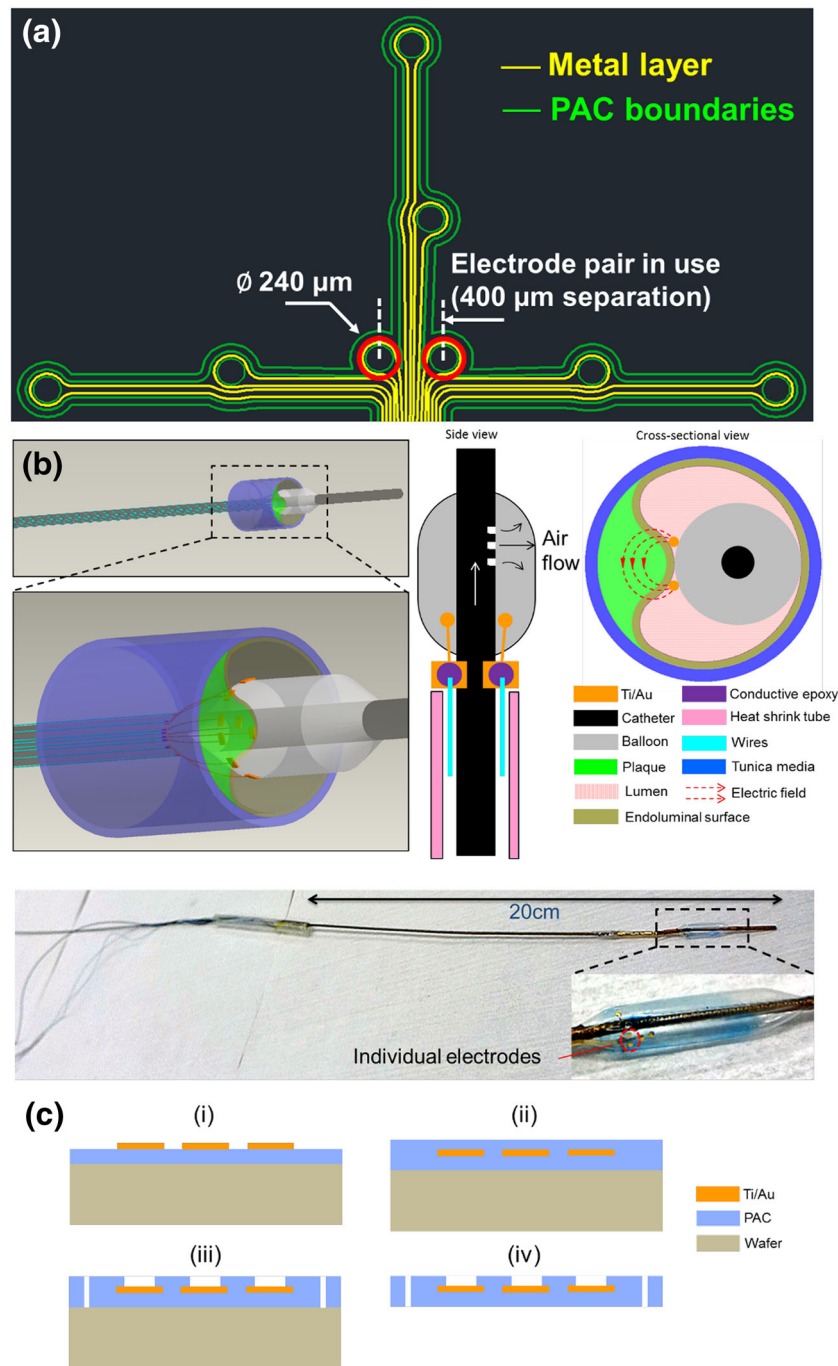 (a)
Metal layer
PAC boundaries
Ø 240 µm
Electrode pair in use
(400 µm separation)
(b)
Side view
Air
flow
Cross-sectional view
Ti/Au
Catheter
Balloon
Plaque
Lumen
Endoluminal surface
Conductive epoxy
Heat shrink tube
Wires
Tunica media
Electric field
20cm
Individual electrodes
(c)
(i)
(ii)
(iii)
(iv)
Ti/Au
PAC
Wafer